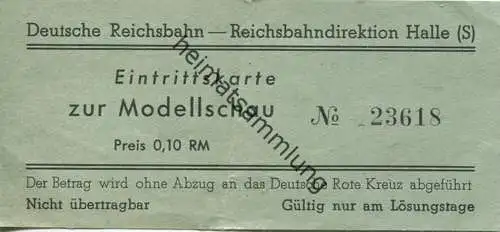 Deutsche Reichsbahn — Reichsbahndirektion Halle (S)
Eintrittskarte
zur Modellschau
№ 23618
Preis 0,10 RM
Der Betrag wird ohne Abzug an das Deutsche Rote Kreuz abgeführt
Nicht übertragbar
Gültig nur am Lösungstage
heimatsammlung.de